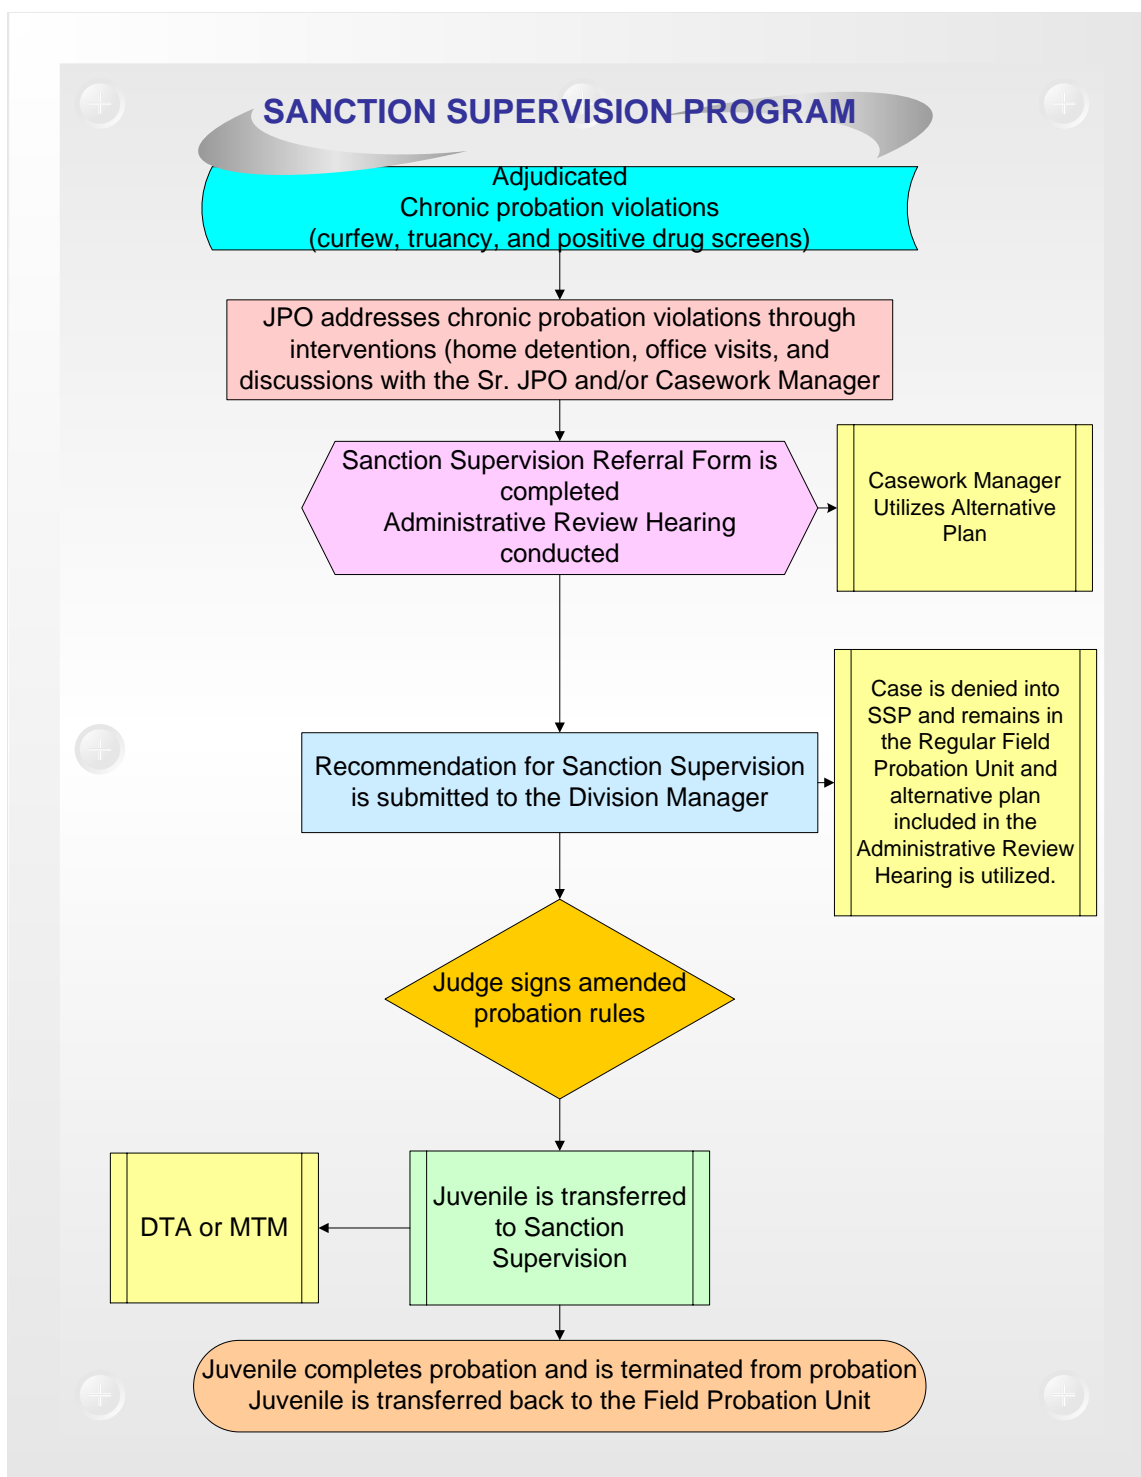 SANCTION SUPERVISION PROGRAM
Adjudicated
Chronic probation violations
(curfew, truancy, and positive drug screens)
JPO addresses chronic probation violations through
interventions (home detention, office visits, and
discussions with the Sr. JPO and/or Casework Manager
Sanction Supervision Referral Form is
completed
Administrative Review Hearing
conducted
Casework Manager
Utilizes Alternative
Plan
Case is denied into
SSP and remains in
the Regular Field
Probation Unit and
alternative plan
included in the
Administrative Review
Hearing is utilized.
Recommendation for Sanction Supervision
is submitted to the Division Manager
Judge signs amended
probation rules
DTA or MTM
Juvenile is transferred
to Sanction
Supervision
Juvenile completes probation and is terminated from probation
Juvenile is transferred back to the Field Probation Unit